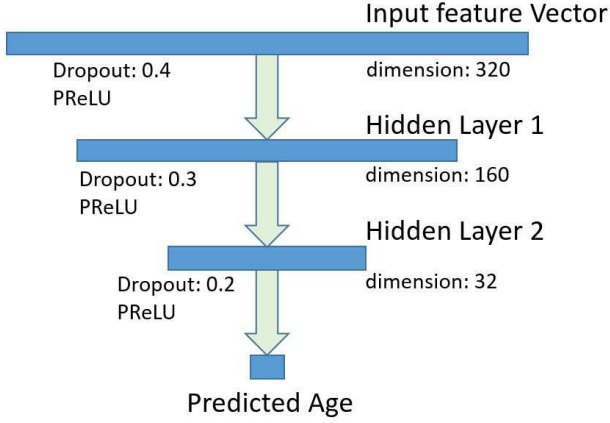 Input feature Vector
Dropout: 0.4
PReLU
dimension: 320
Hidden Layer 1
Dropout: 0.3
PReLU
dimension: 160
Hidden Layer 2
Dropout: 0.2
PReLU
dimension: 32
Predicted Age